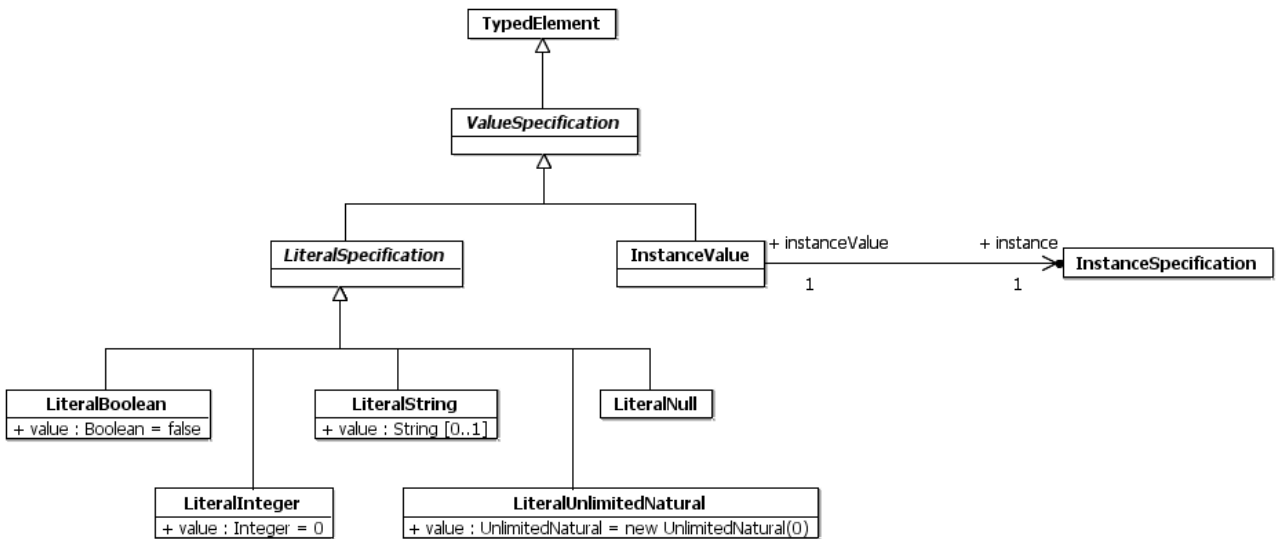 TypedElement
ValueSpecification
LiteralSpecification
InstanceValue
+ instanceValue
+ instance
1
1
InstanceSpecification
LiteralBoolean
+ value : Boolean = false
LiteralString
+ value : String [0..1]
LiteralNull
LiteralInteger
+ value : Integer = 0
LiteralUnlimitedNatural
+ value : UnlimitedNatural = new UnlimitedNatural(0)